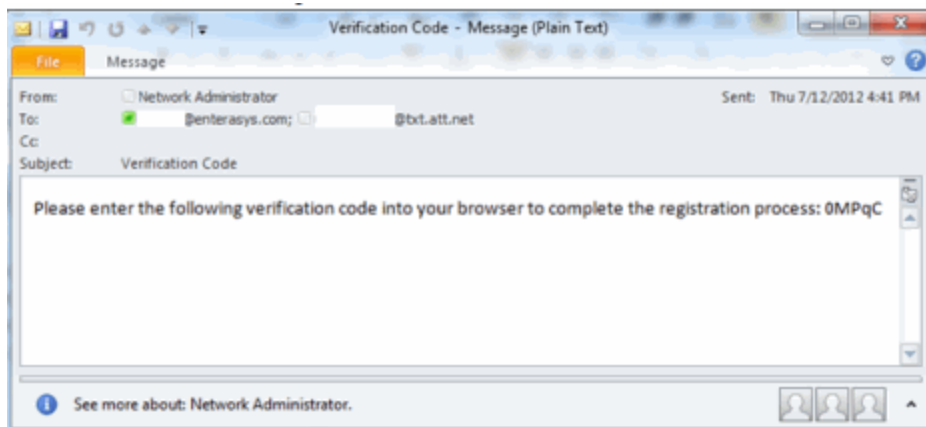 Verification Code - Message (Plain Text)
File Message
From: Network Administrator Sent: Thu 7/12/2012 4:41 PM
To: @enterasys.com; @txt.att.net
Cc:
Subject: Verification Code
Please enter the following verification code into your browser to complete the registration process: 0MPqC
See more about: Network Administrator.